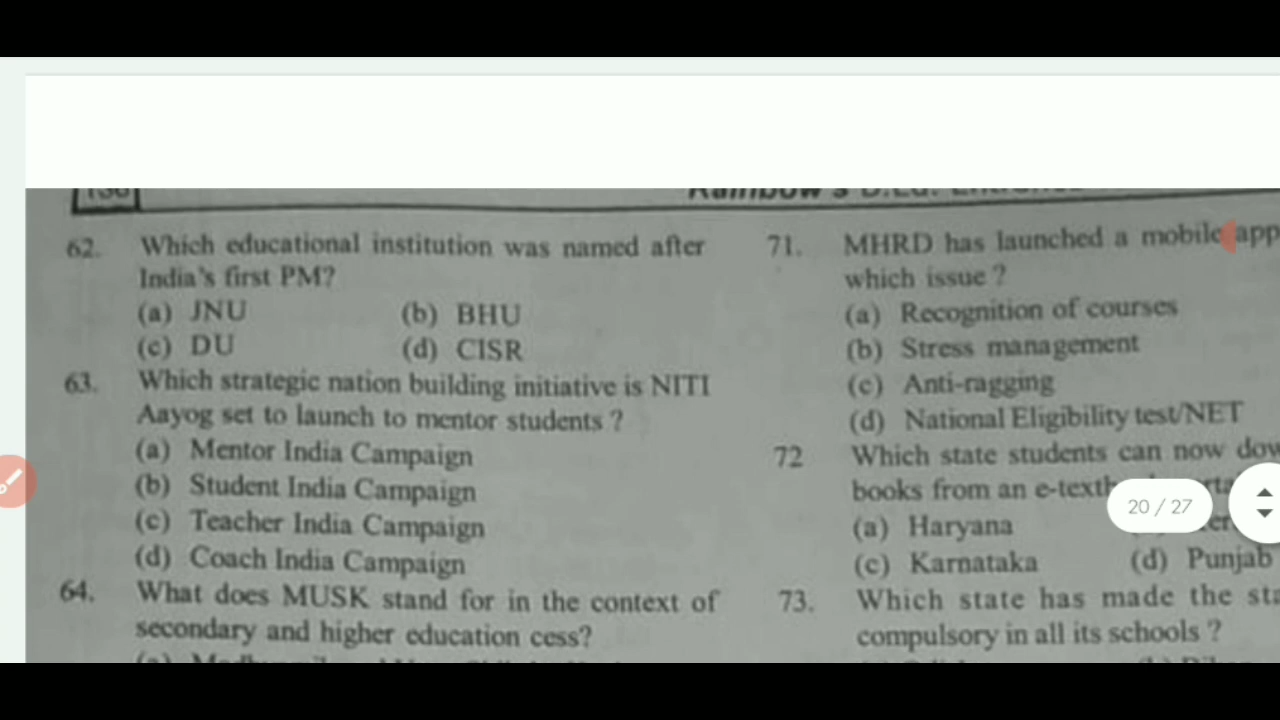 62. Which educational institution was named after
India's first PM?
(a) JNU (b) BHU
(c) DU (d) CISR
63. Which strategic nation building initiative is NITI
Aayog set to launch to mentor students ?
(a) Mentor India Campaign
(b) Student India Campaign
(c) Teacher India Campaign
(d) Coach India Campaign
64. What does MUSK stand for in the context of
secondary and higher education cess?
71. MHRD has launched a mobile app
which issue ?
(a) Recognition of courses
(b) Stress management
(c) Anti-ragging
(d) National Eligibility test/NET
72 Which state students can now
books from an
(a) Haryana
(c) Karnataka (d) Punjab
73. Which state has made the
compulsory in all its schools ?
20 / 27